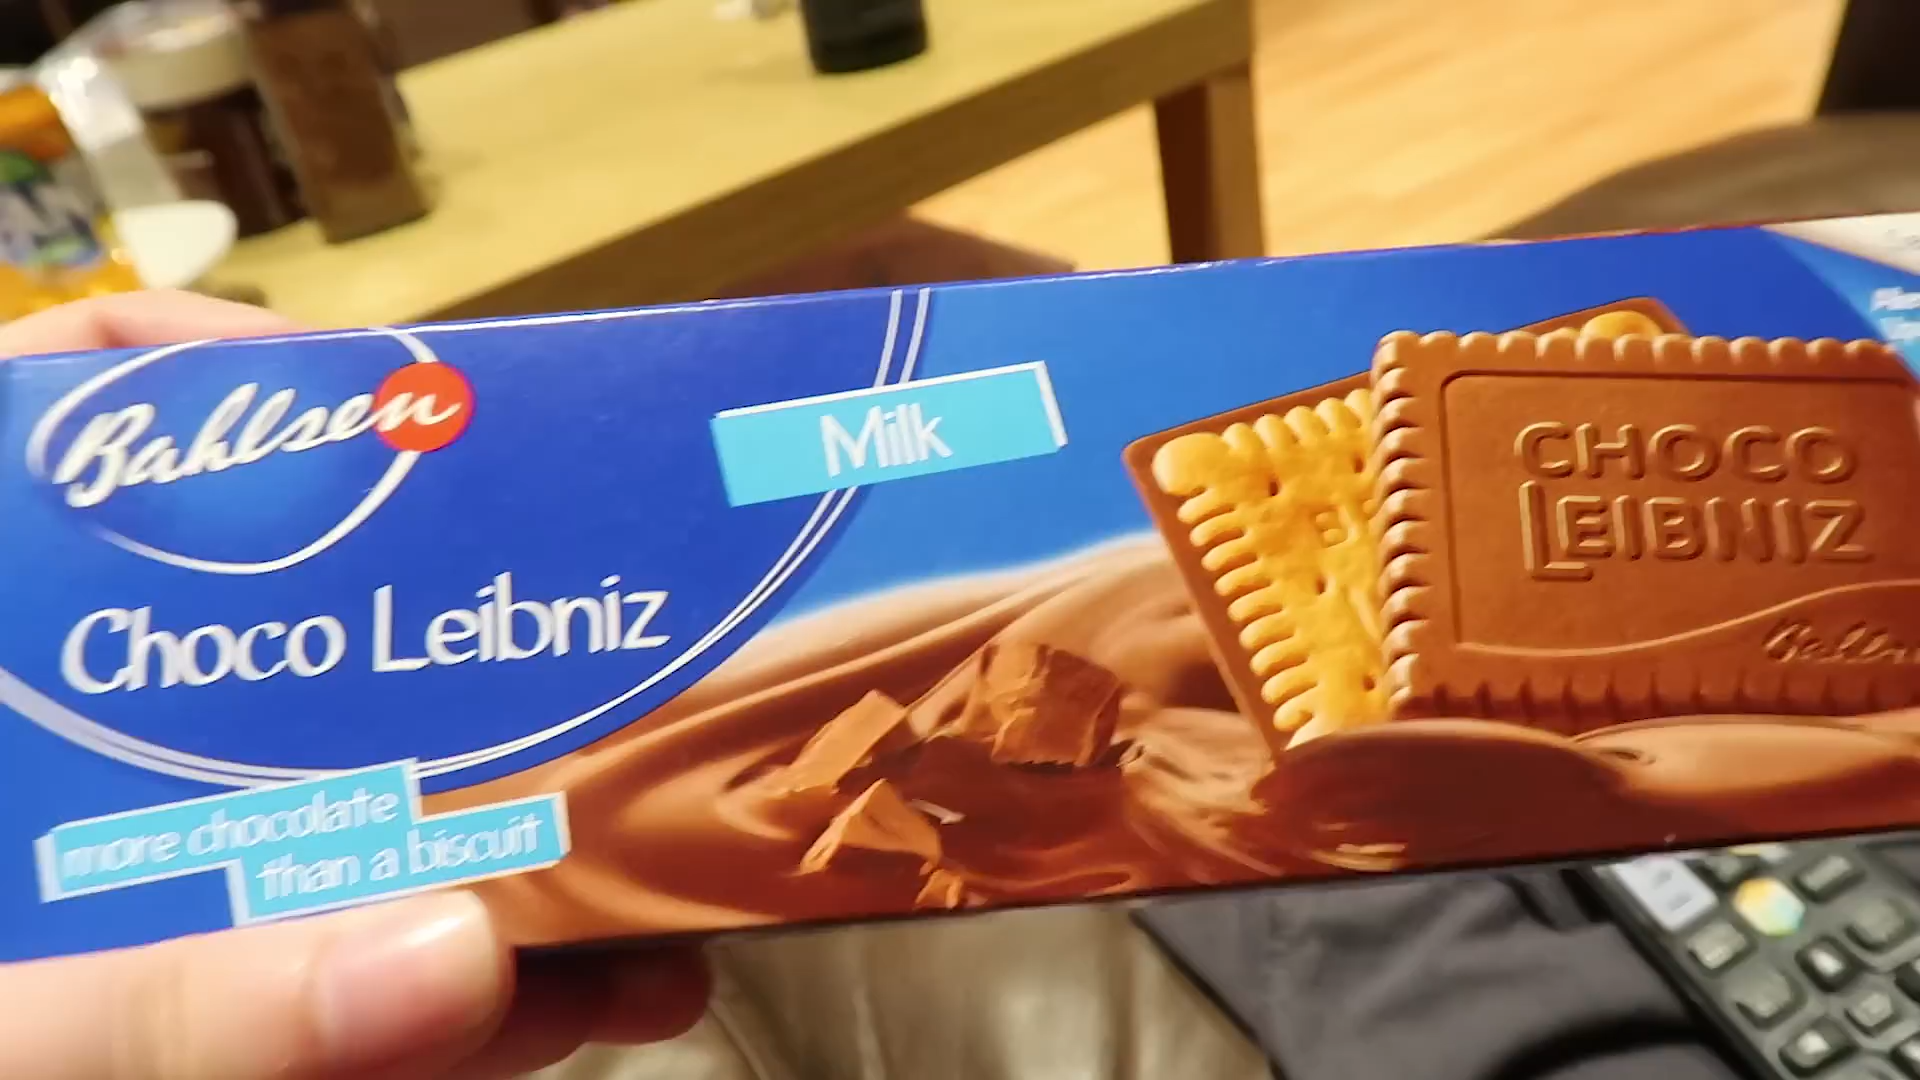 Bahlsen
Choco Leibniz
Milk
more chocolate
than a biscuit
CHOCO
LEIBNIZ